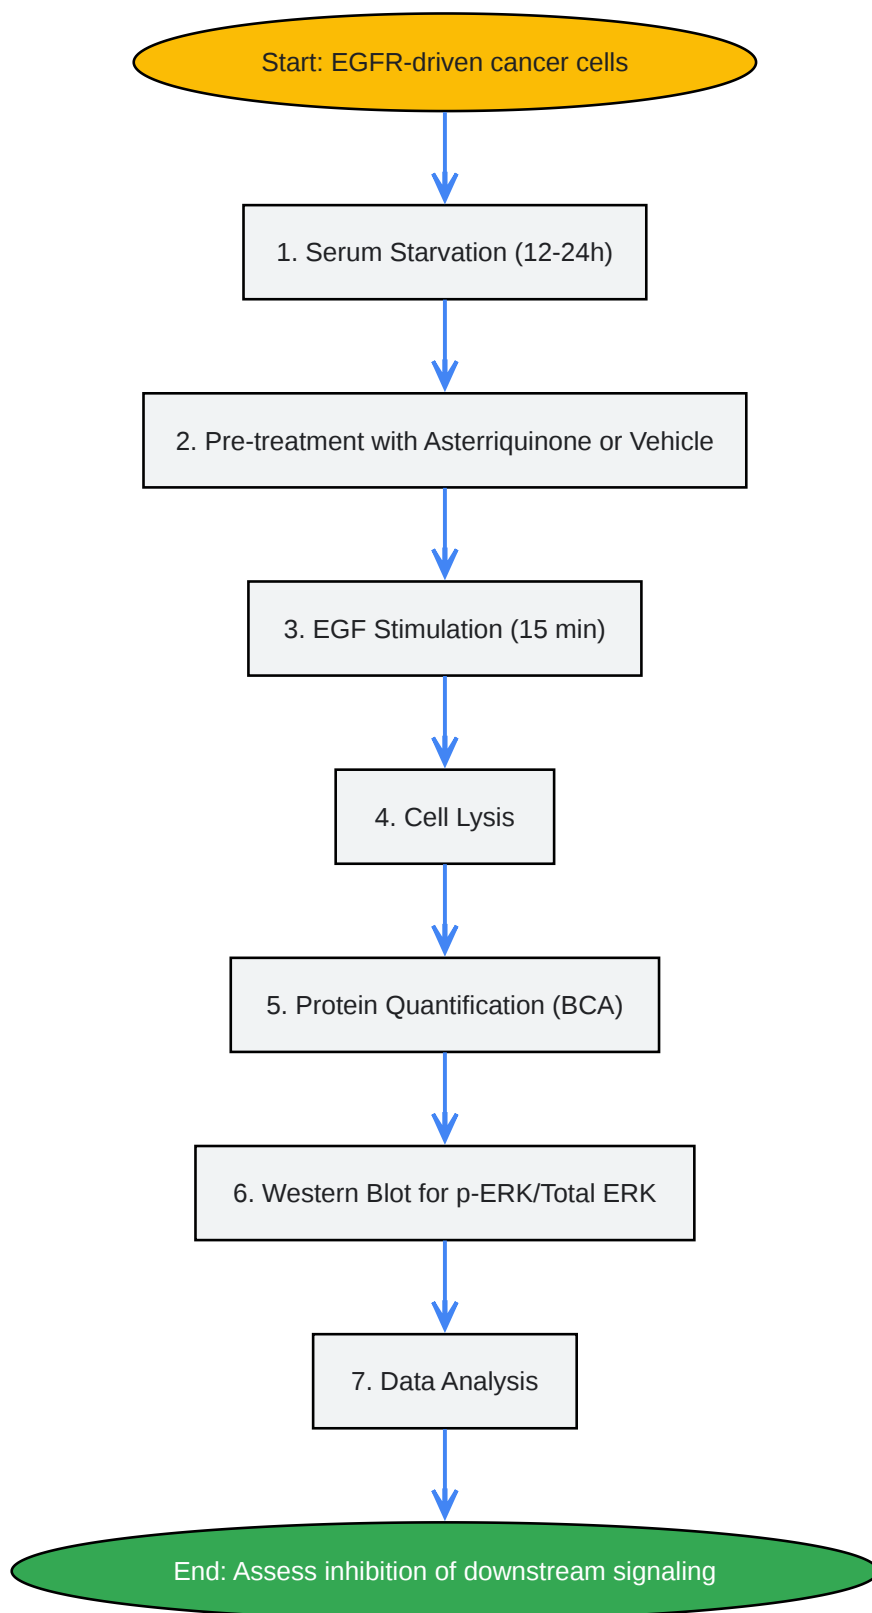 Start: EGFR-driven cancer cells
1. Serum Starvation (12-24h)
2. Pre-treatment with Asterriquinone or Vehicle
3. EGF Stimulation (15 min)
4. Cell Lysis
5. Protein Quantification (BCA)
6. Western Blot for p-ERK/Total ERK
7. Data Analysis
End: Assess inhibition of downstream signaling